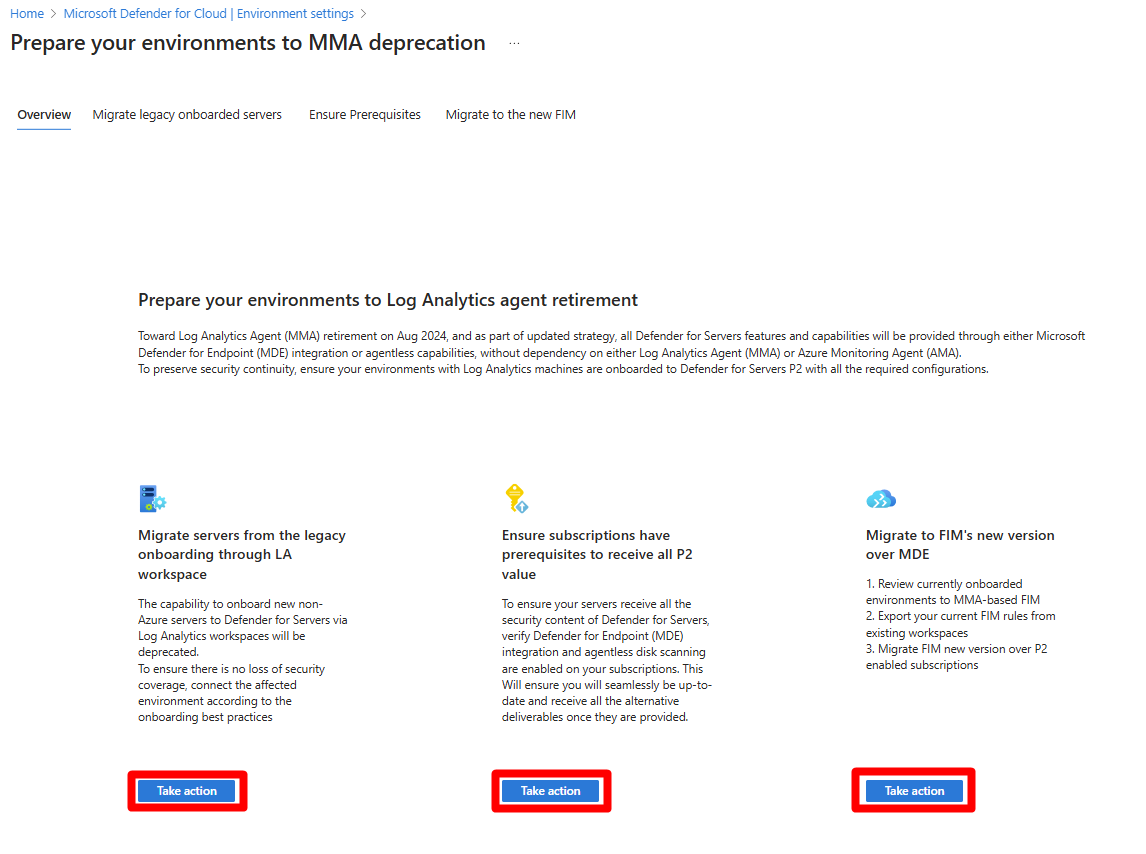 Home > Microsoft Defender for Cloud | Environment settings >
Prepare your environments to MMA deprecation ...
Overview Migrate legacy onboarded servers Ensure Prerequisites Migrate to the new FIM
Prepare your environments to Log Analytics agent retirement
Toward Log Analytics Agent (MMA) retirement on Aug 2024, and as part of updated strategy, all Defender for Servers features and capabilities will be provided through either Microsoft
Defender for Endpoint (MDE) integration or agentless capabilities, without dependency on either Log Analytics Agent (MMA) or Azure Monitoring Agent (AMA).
To preserve security continuity, ensure your environments with Log Analytics machines are onboarded to Defender for Servers P2 with all the required configurations.
Migrate servers from the legacy
onboarding through LA
workspace
The capability to onboard new non-
Azure servers to Defender for Servers via
Log Analytics workspaces will be
deprecated.
To ensure there is no loss of security
coverage, connect the affected
environment according to the
onboarding best practices
Take action
Ensure subscriptions have
prerequisites to receive all P2
value
To ensure your servers receive all the
security content of Defender for Servers,
verify Defender for Endpoint (MDE)
integration and agentless disk scanning
are enabled on your subscriptions. This
Will ensure you will seamlessly be up-to-
date and receive all the alternative
deliverables once they are provided.
Take action
Migrate to FIM's new version
over MDE
1. Review currently onboarded
environments to MMA-based FIM
2. Export your current FIM rules from
existing workspaces
3. Migrate FIM new version over P2
enabled subscriptions
Take action